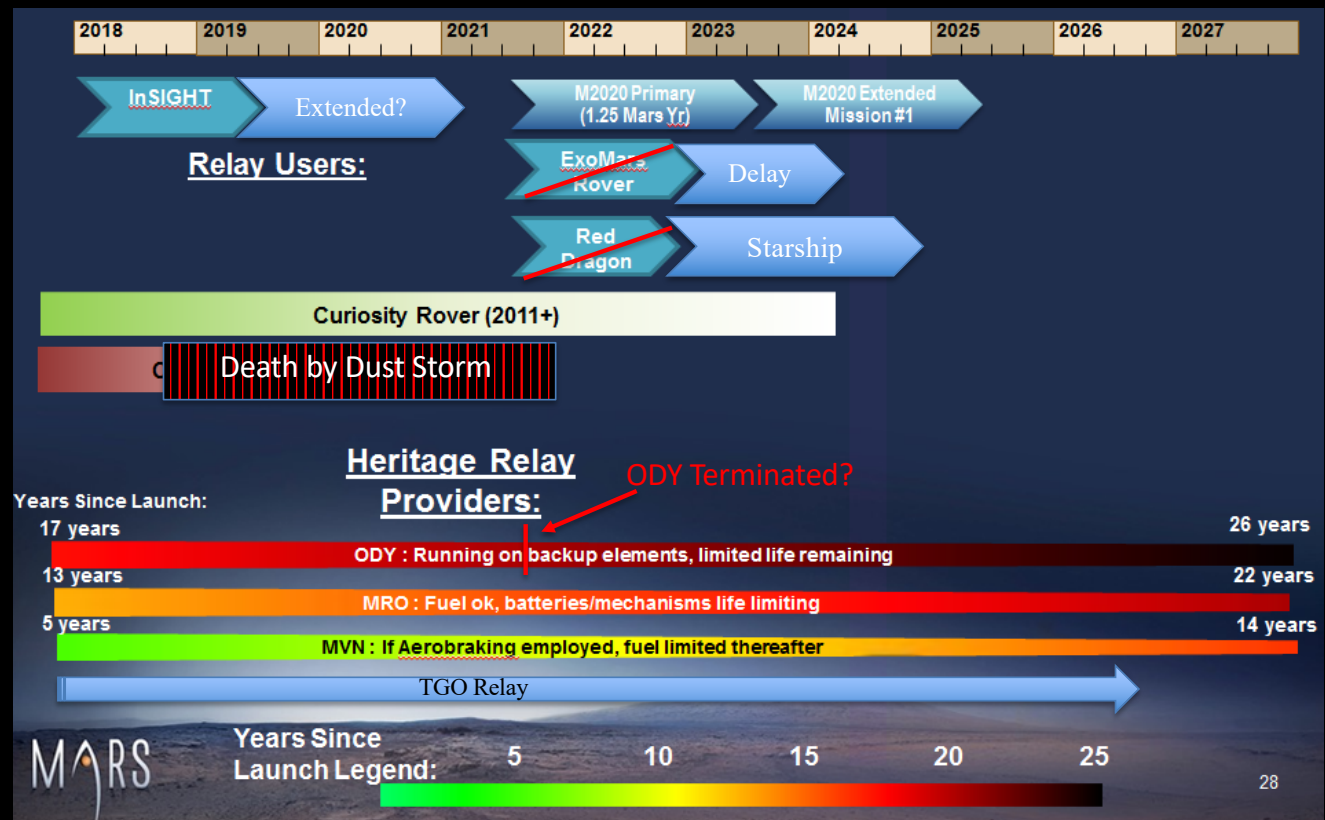 2018 2019 2020 2021 2022 2023 2024 2025 2026 2027
InSIGHT
Extended?
M2020 Primary
(1.25 Mars Yr)
M2020 Extended
Mission #1
Relay Users:
ExoMars
Rover
Delay
Red
Dragon
Starship
Curiosity Rover (2011+)
Death by Dust Storm
Heritage Relay
Providers:
ODY Terminated?
Years Since Launch:
17 years
26 years
ODY : Running on backup elements, limited life remaining
13 years
22 years
MRO : Fuel ok, batteries/mechanisms life limiting
5 years
14 years
MVN : If Aerobraking employed, fuel limited thereafter
TGO Relay
MARS
Years Since
Launch Legend:
5 10 15 20 25
28